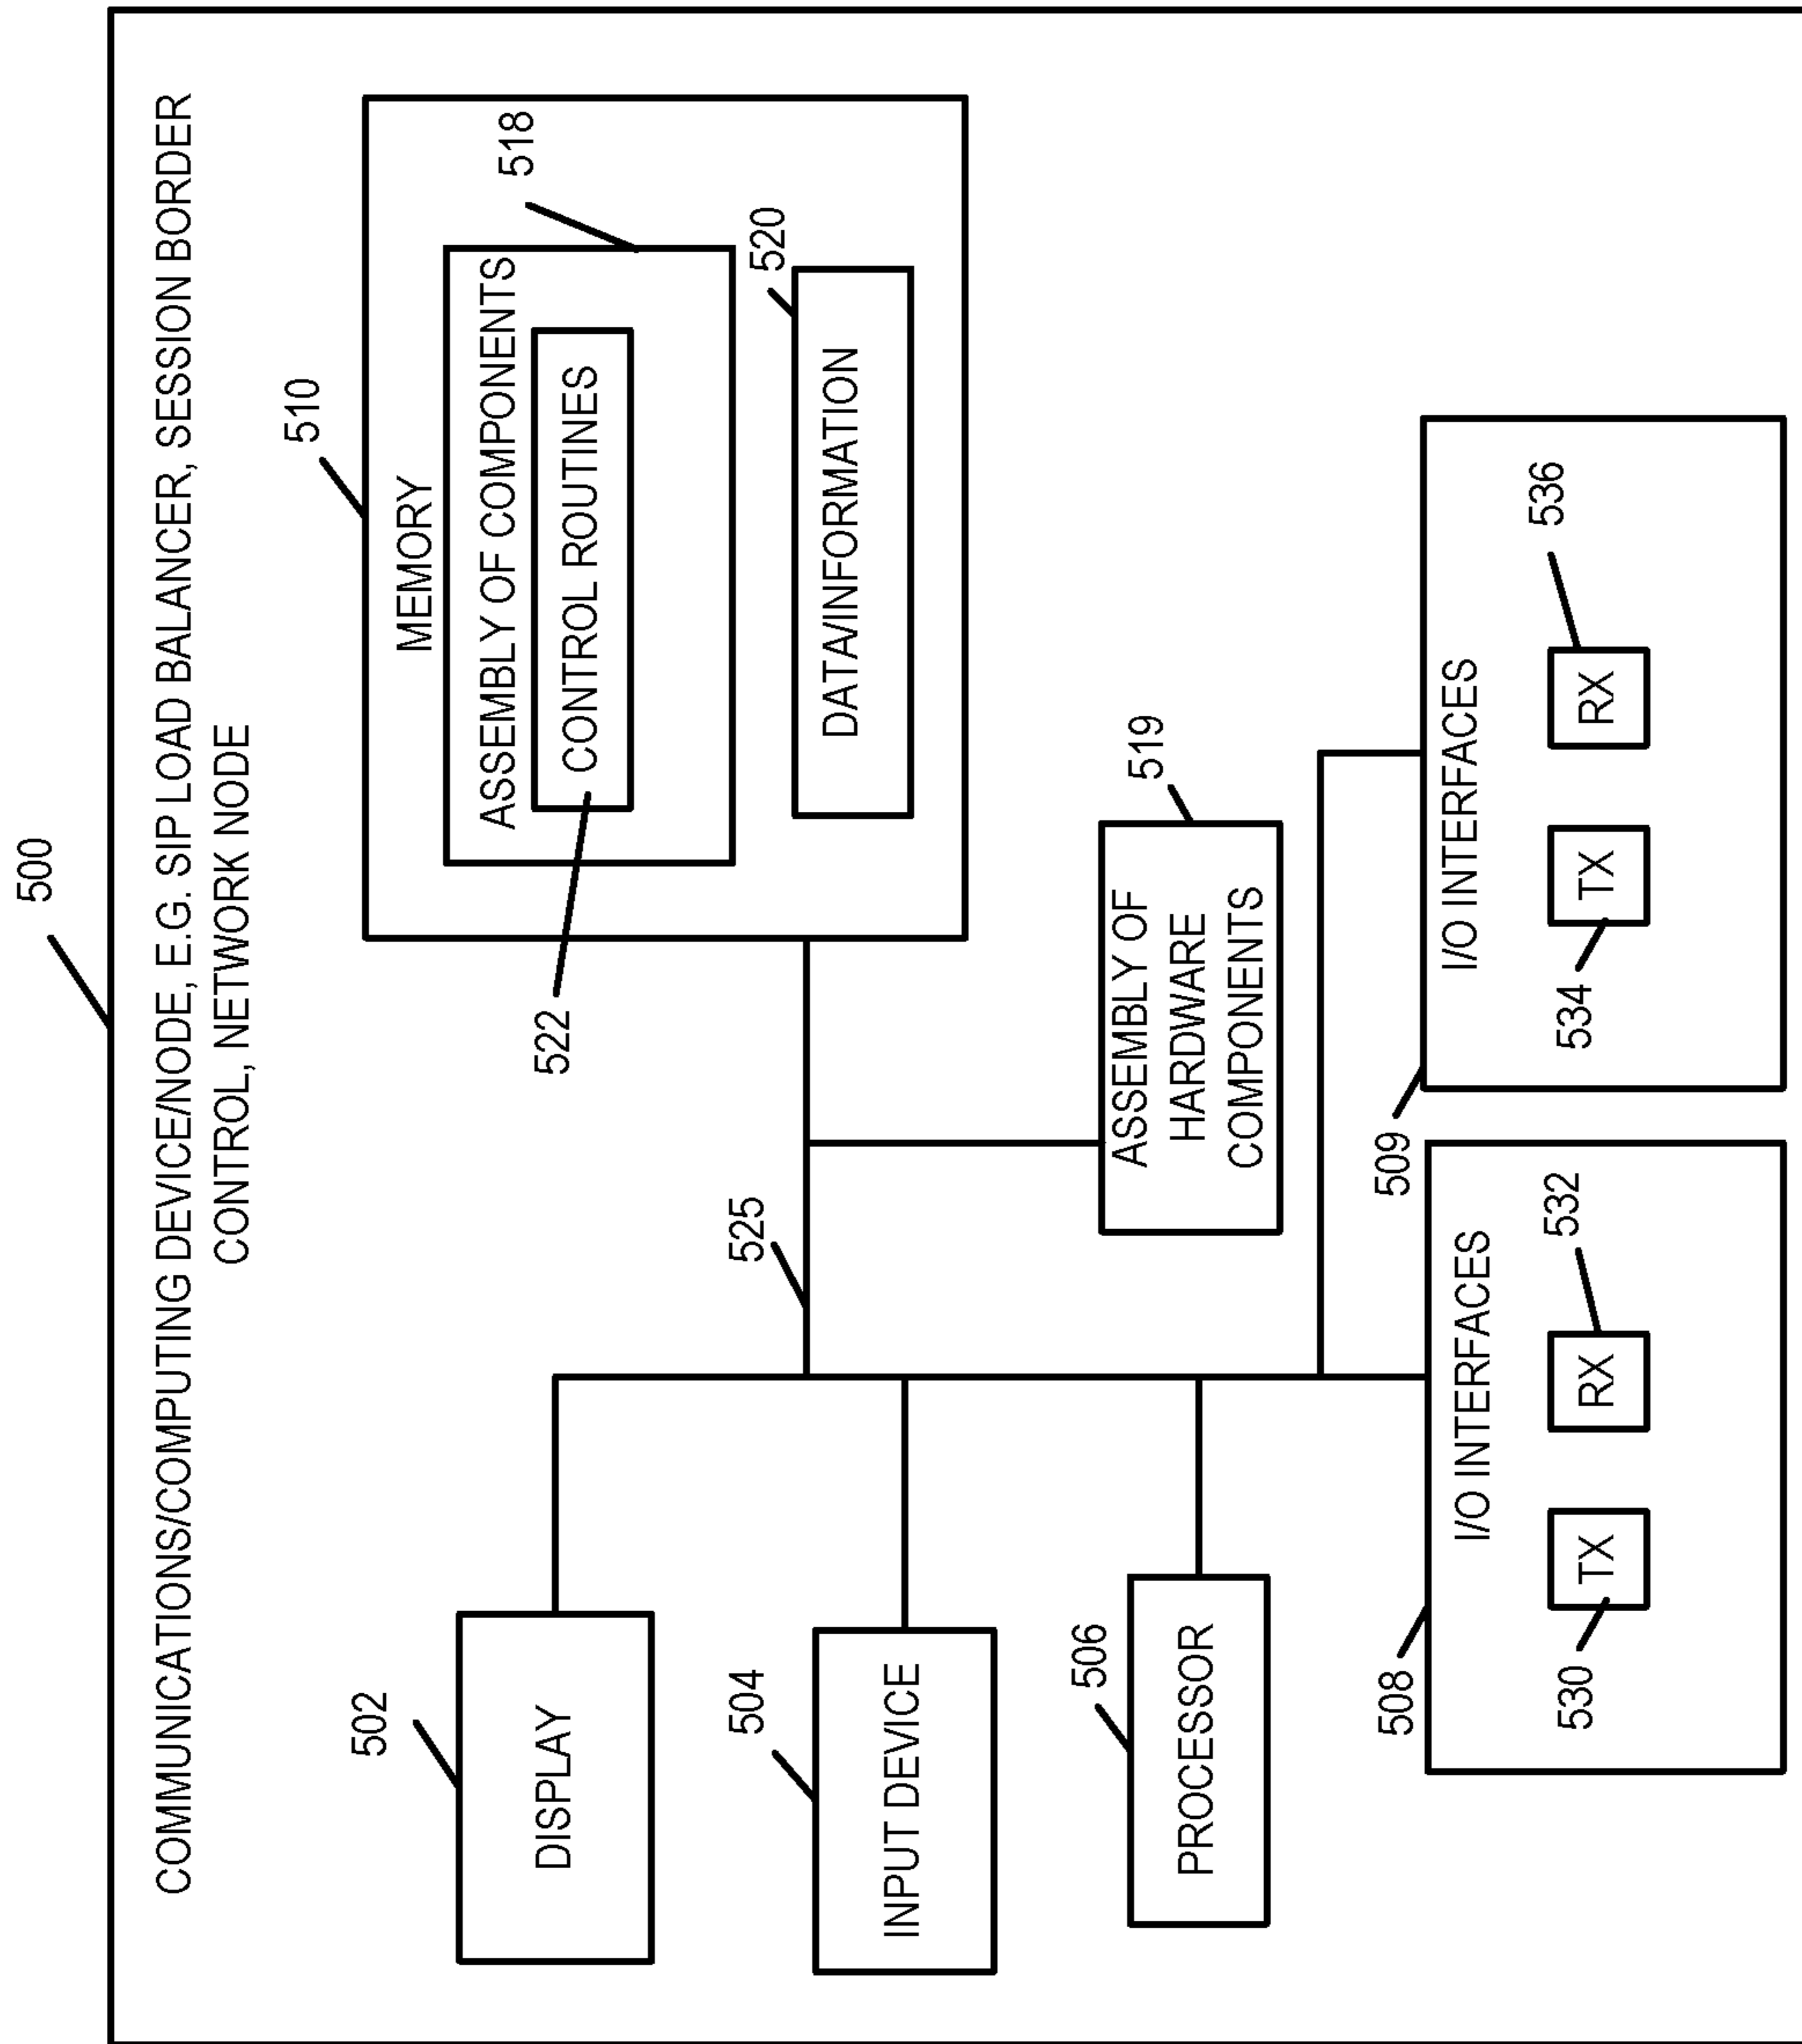 500
COMMUNICATIONS/COMPUTING DEVICE/NODE, E.G. SIP LOAD BALANCER, SESSION BORDER
CONTROL, NETWORK NODE
502
DISPLAY
504
INPUT DEVICE
506
PROCESSOR
525
510
MEMORY
518
ASSEMBLY OF COMPONENTS
CONTROL ROUTINES
522
520
DATA/INFORMATION
519
ASSEMBLY OF
HARDWARE
COMPONENTS
508
I/O INTERFACES
TX
RX
530
532
509
I/O INTERFACES
TX
RX
534
536